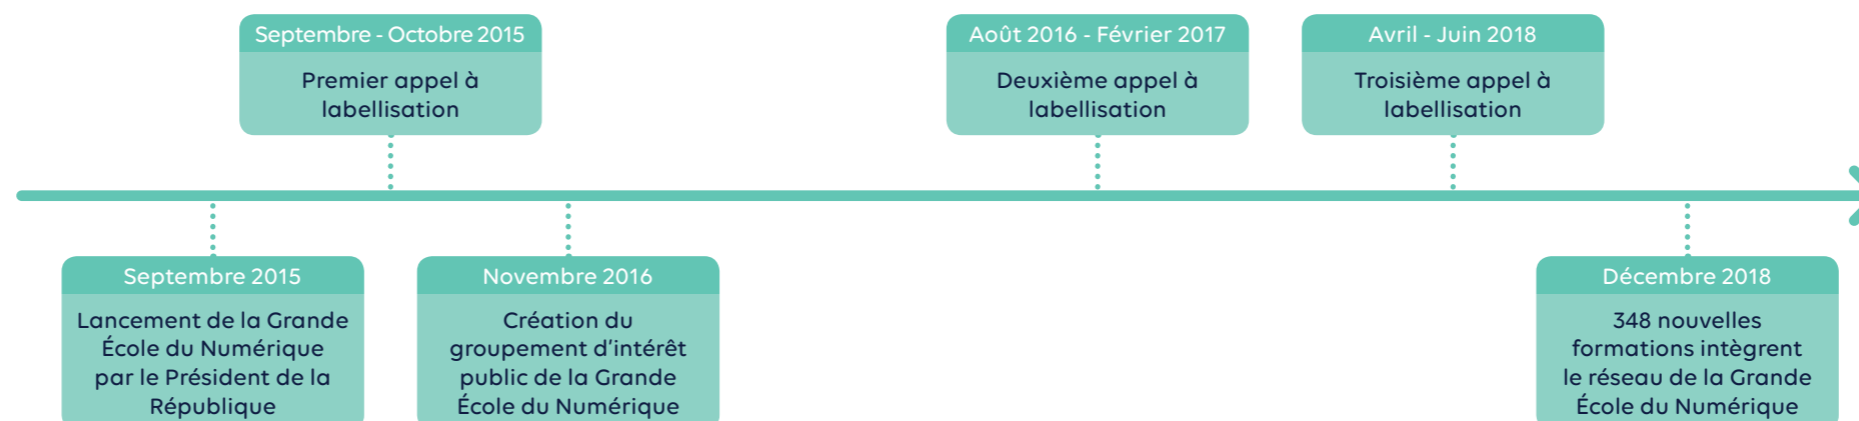 Septembre - Octobre 2015
Premier appel à
labellisation
Août 2016 - Février 2017
Deuxième appel à
labellisation
Avril - Juin 2018
Troisième appel à
labellisation
Septembre 2015
Lancement de la Grande
École du Numérique
par le Président de la
République
Novembre 2016
Création du
groupement d'intérêt
public de la Grande
École du Numérique
Décembre 2018
348 nouvelles
formations intègrent
le réseau de la Grande
École du Numérique